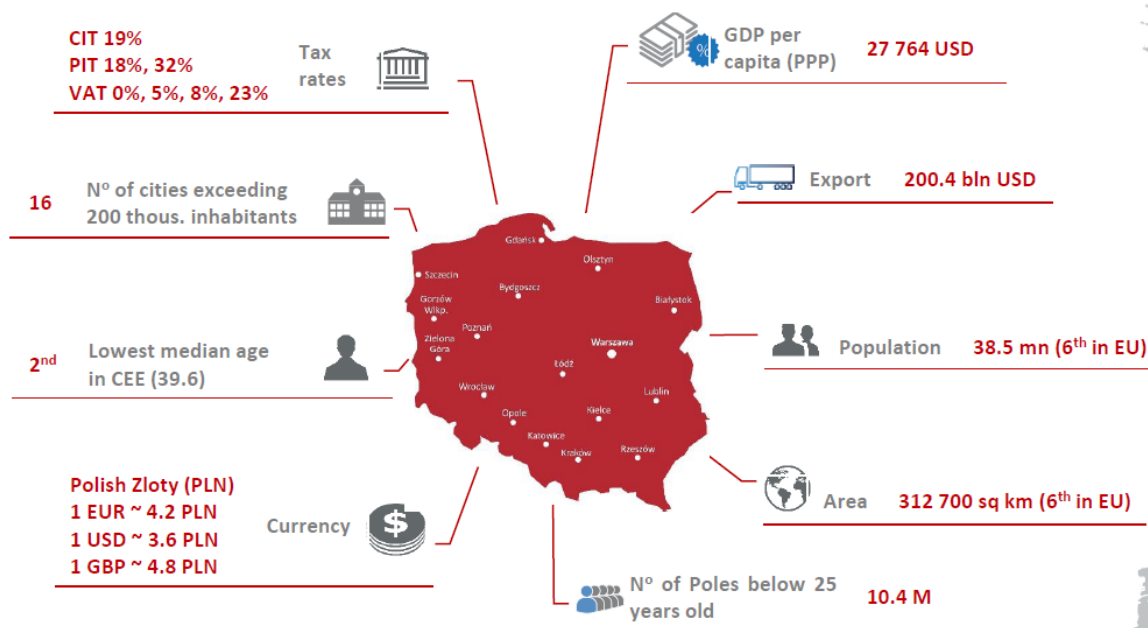 CIT 19%
PIT 18%, 32%
VAT 0%, 5%, 8%, 23%
Tax
rates
GDP per
capita (PPP)
27 764 USD
%
16
Nº of cities exceeding
200 thous. inhabitants
Export
200.4 bln USD
2nd
Lowest median age
in CEE (39.6)
Population
38.5 mn (6th in EU)
Polish Zloty (PLN)
1 EUR ~ 4.2 PLN
1 USD ~ 3.6 PLN
1 GBP ~ 4.8 PLN
Currency
$
Area
312 700 sq km (6th in EU)
Nº of Poles below 25
years old
10.4 M
Gdańsk
Olsztyn
Szczecin
Bydgoszcz
Białystok
Gorzów
Wlkp.
Poznań
Zielona
Góra
Warszawa
Łódź
Wrocław
Lublin
Opole
Kielce
Katowice
Kraków
Rzeszów